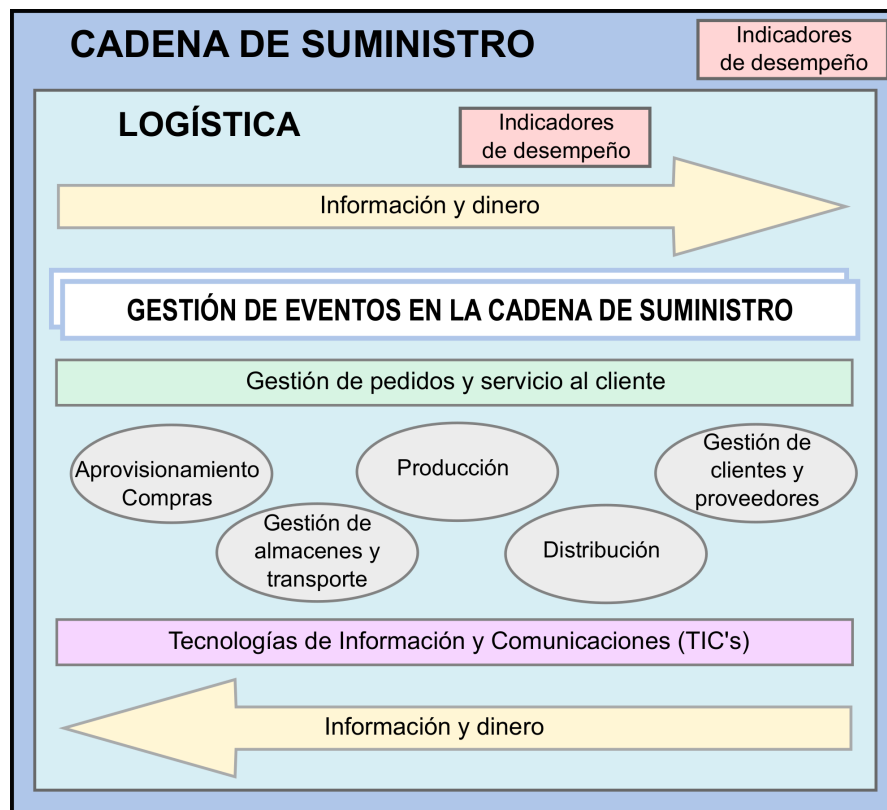 CADENA DE SUMINISTRO
Indicadores
de desempeño
LOGÍSTICA
Indicadores
de desempeño
Información y dinero
GESTIÓN DE EVENTOS EN LA CADENA DE SUMINISTRO
Gestión de pedidos y servicio al cliente
Aprovisionamiento
Compras
Producción
Gestión de
clientes y
proveedores
Gestión de
almacenes y
transporte
Distribución
Tecnologías de Información y Comunicaciones (TIC's)
Información y dinero